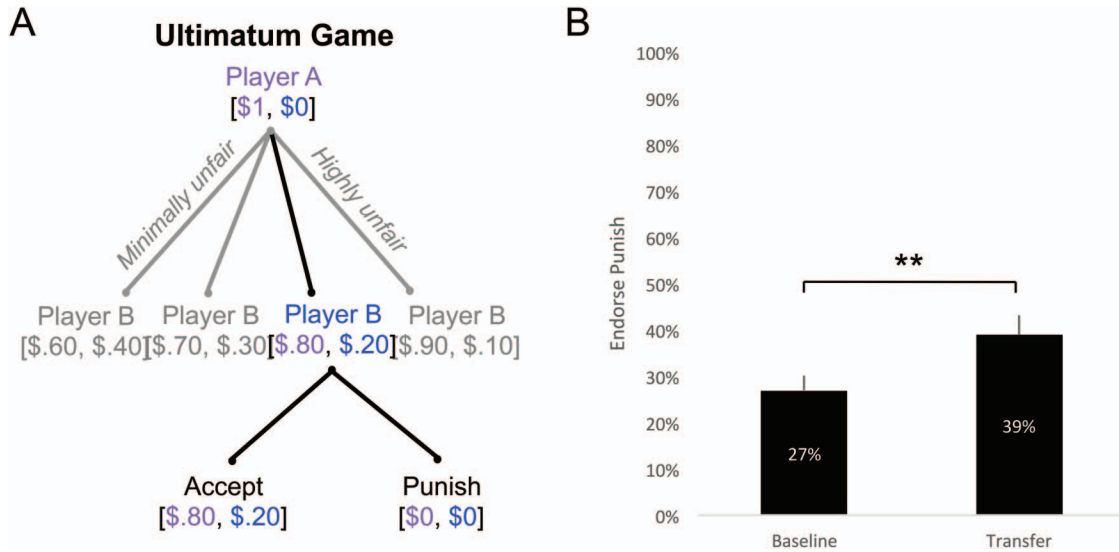 A
Ultimatum Game
Player A
[$1, $0]
Minimally unfair
Highly unfair
Player B Player B Player B Player B
[$.60, $.40][$.70, $.30][$.80, $.20][$.90, $.10]
Accept Punish
[$.80, $.20] [$0, $0]
B
100%
90%
80%
70%
60%
50%
40%
30%
20%
10%
0%
Endorse Punish
**
27%
39%
Baseline Transfer